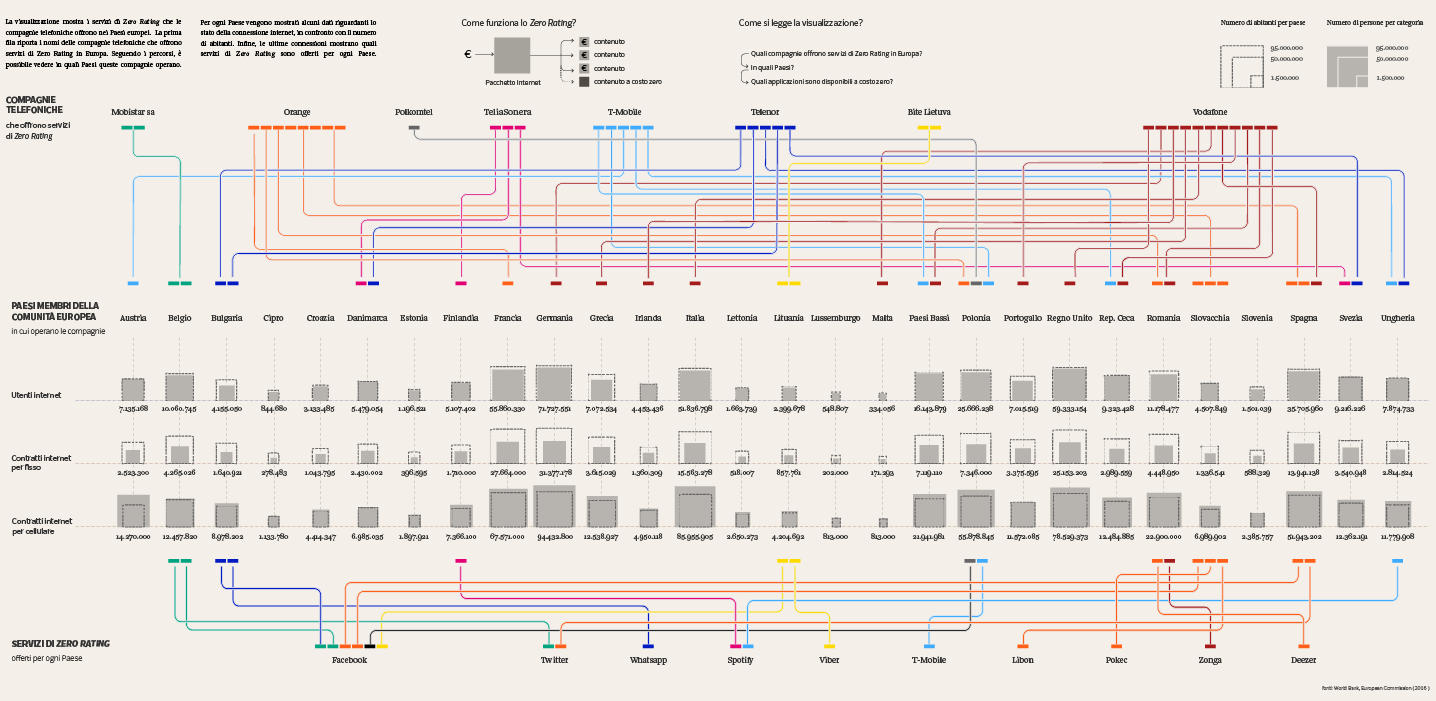 La visualizzazione mostra i servizi di Zero Rating che le
compagnie telefoniche offrono nei Paesi europei. La prima
fila riporta i nomi delle compagnie telefoniche che offrono
servizi di Zero Rating in Europa. Seguendo i percorsi, è
possibile vedere in quali Paesi queste compagnie operano.
Per ogni Paese vengono mostrati alcuni dati riguardanti lo
stato della connessione internet, in confronto con il numero
di abitanti. Infine, le ultime connessioni mostrano quali
servizi di Zero Rating sono offerti per ogni Paese.
Come funziona lo Zero Rating?
€
Pacchetto Internet
€ contenuto
€ contenuto
€ contenuto
contenuto a costo zero
Come si legge la visualizzazione?
Quali compagnie offrono servizi di Zero Rating in Europa?
In quali Paesi?
Quali applicazioni sono disponibili a costo zero?
Numero di abitanti per paese
95.000.000
50.000.000
1.500.000
Numero di persone per categoria
95.000.000
50.000.000
1.500.000
COMPAGNIE
TELEFONICHE
che offrono servizi
di Zero Rating
Mobistar sa Orange Polkomtel TeliaSonera T-Mobile Telenor Bite Lietuva Vodafone
PAESI MEMBRI DELLA
COMUNITÀ EUROPEA
in cui operano le compagnie
Austria Belgio Bulgaria Cipro Croazia Danimarca Estonia Finlandia Francia Germania Grecia Irlanda Italia Lettonia Lituania Lussemburgo Malta Paesi Bassi Polonia Portogallo Regno Unito Rep. Ceca Romania Slovacchia Slovenia Spagna Svezia Ungheria
Utenti internet
7.135.168 10.060.745 4.155.050 844.680 3.133.485 5.479.054 1.196.521 5.107.402 55.860.330 71.727.551 7.072.534 4.453.436 51.836.798 1.663.739 2.399.678 548.807 334.056 16.143.879 25.666.238 7.015.519 59.333.154 9.323.428 11.178.477 4.507.849 1.501.039 35.705.960 9.216.226 7.874.733
Contratti internet
per fisso
2.523.300 4.265.026 1.640.921 278.483 1.043.795 2.430.002 396.595 1.710.000 27.664.000 31.377.178 3.615.029 1.360.309 15.563.278 518.007 857.761 202.000 171.293 7.119.110 7.346.000 3.375.595 25.153.203 2.989.559 4.448.950 1.336.541 588.329 13.941.138 3.540.948 2.814.524
Contratti internet
per cellulare
14.270.000 12.457.820 8.978.202 1.133.780 4.414.347 6.985.035 1.897.921 7.366.100 67.571.000 94.432.800 12.538.927 4.950.118 85.955.905 2.650.273 4.204.692 813.000 813.000 21.941.981 55.878.845 11.572.085 78.529.373 12.484.885 22.900.000 6.989.902 2.385.757 51.943.202 12.362.191 11.779.908
SERVIZI DI ZERO RATING
offerti per ogni Paese
Facebook Twitter Whatsapp Spotify Viber T-Mobile Libon Pokec Zonga Deezer
fonti: World Bank, European Commission (2016)